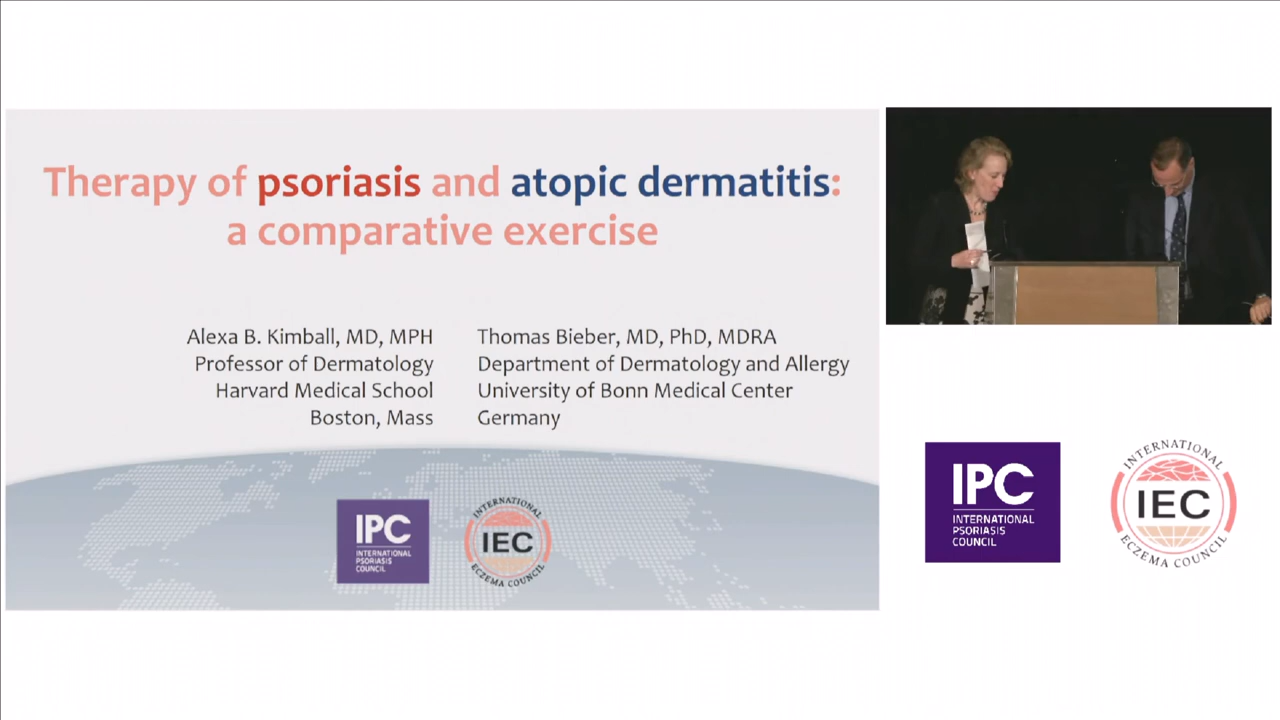 Therapy of psoriasis and atopic dermatitis:
a comparative exercise
Alexa B. Kimball, MD, MPH
Professor of Dermatology
Harvard Medical School
Boston, Mass
Thomas Bieber, MD, PhD, MDRA
Department of Dermatology and Allergy
University of Bonn Medical Center
Germany
IPC
INTERNATIONAL
PSORIASIS
COUNCIL
INTERNATIONAL
IEC
ECZEMA COUNCIL
IPC
INTERNATIONAL
PSORIASIS
COUNCIL
INTERNATIONAL
IEC
ECZEMA COUNCIL